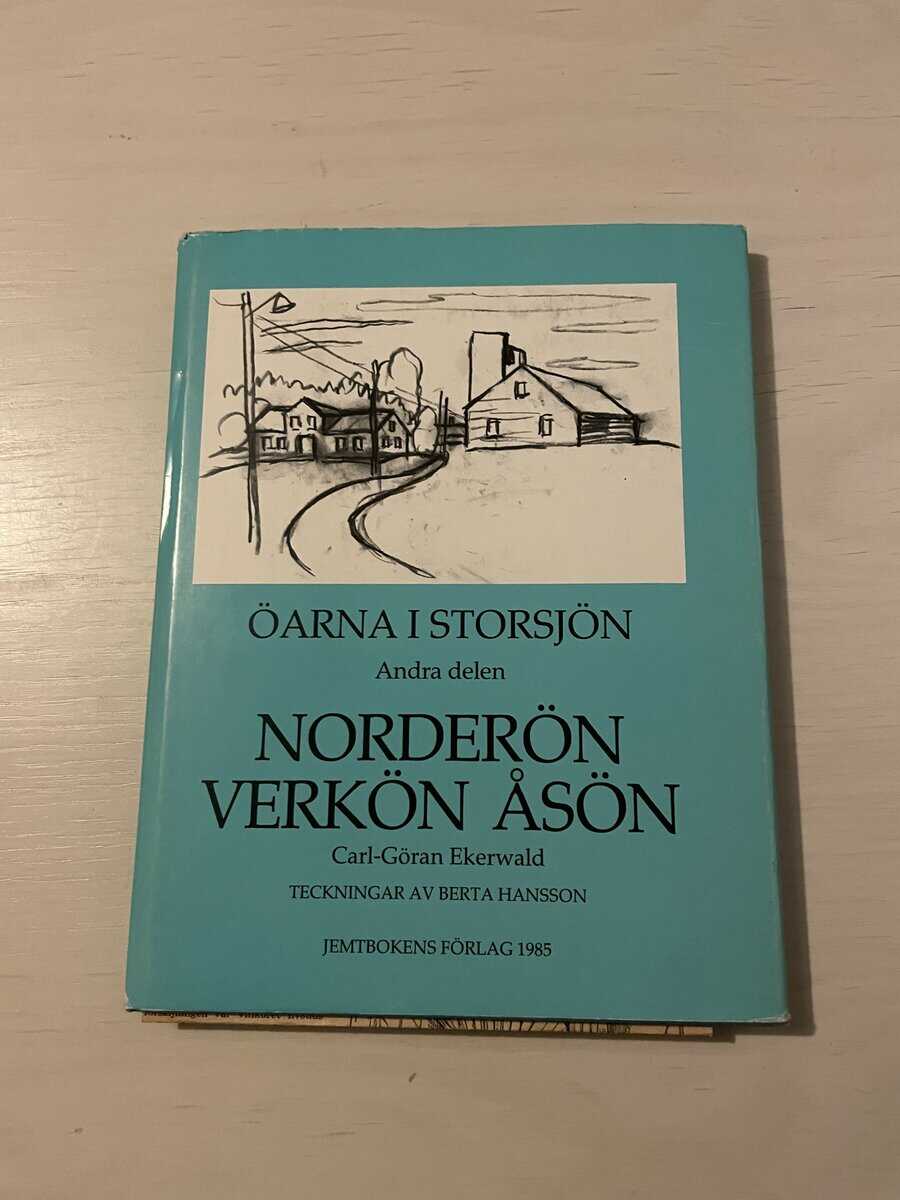 ÖARNA I STORSJÖN
Andra delen
NORDERÖN
VERKÖN ÅSÖN
Carl-Göran Ekerwald
TECKNINGAR AV BERTA HANSSON
JEMTBOKENS FÖRLAG 1985